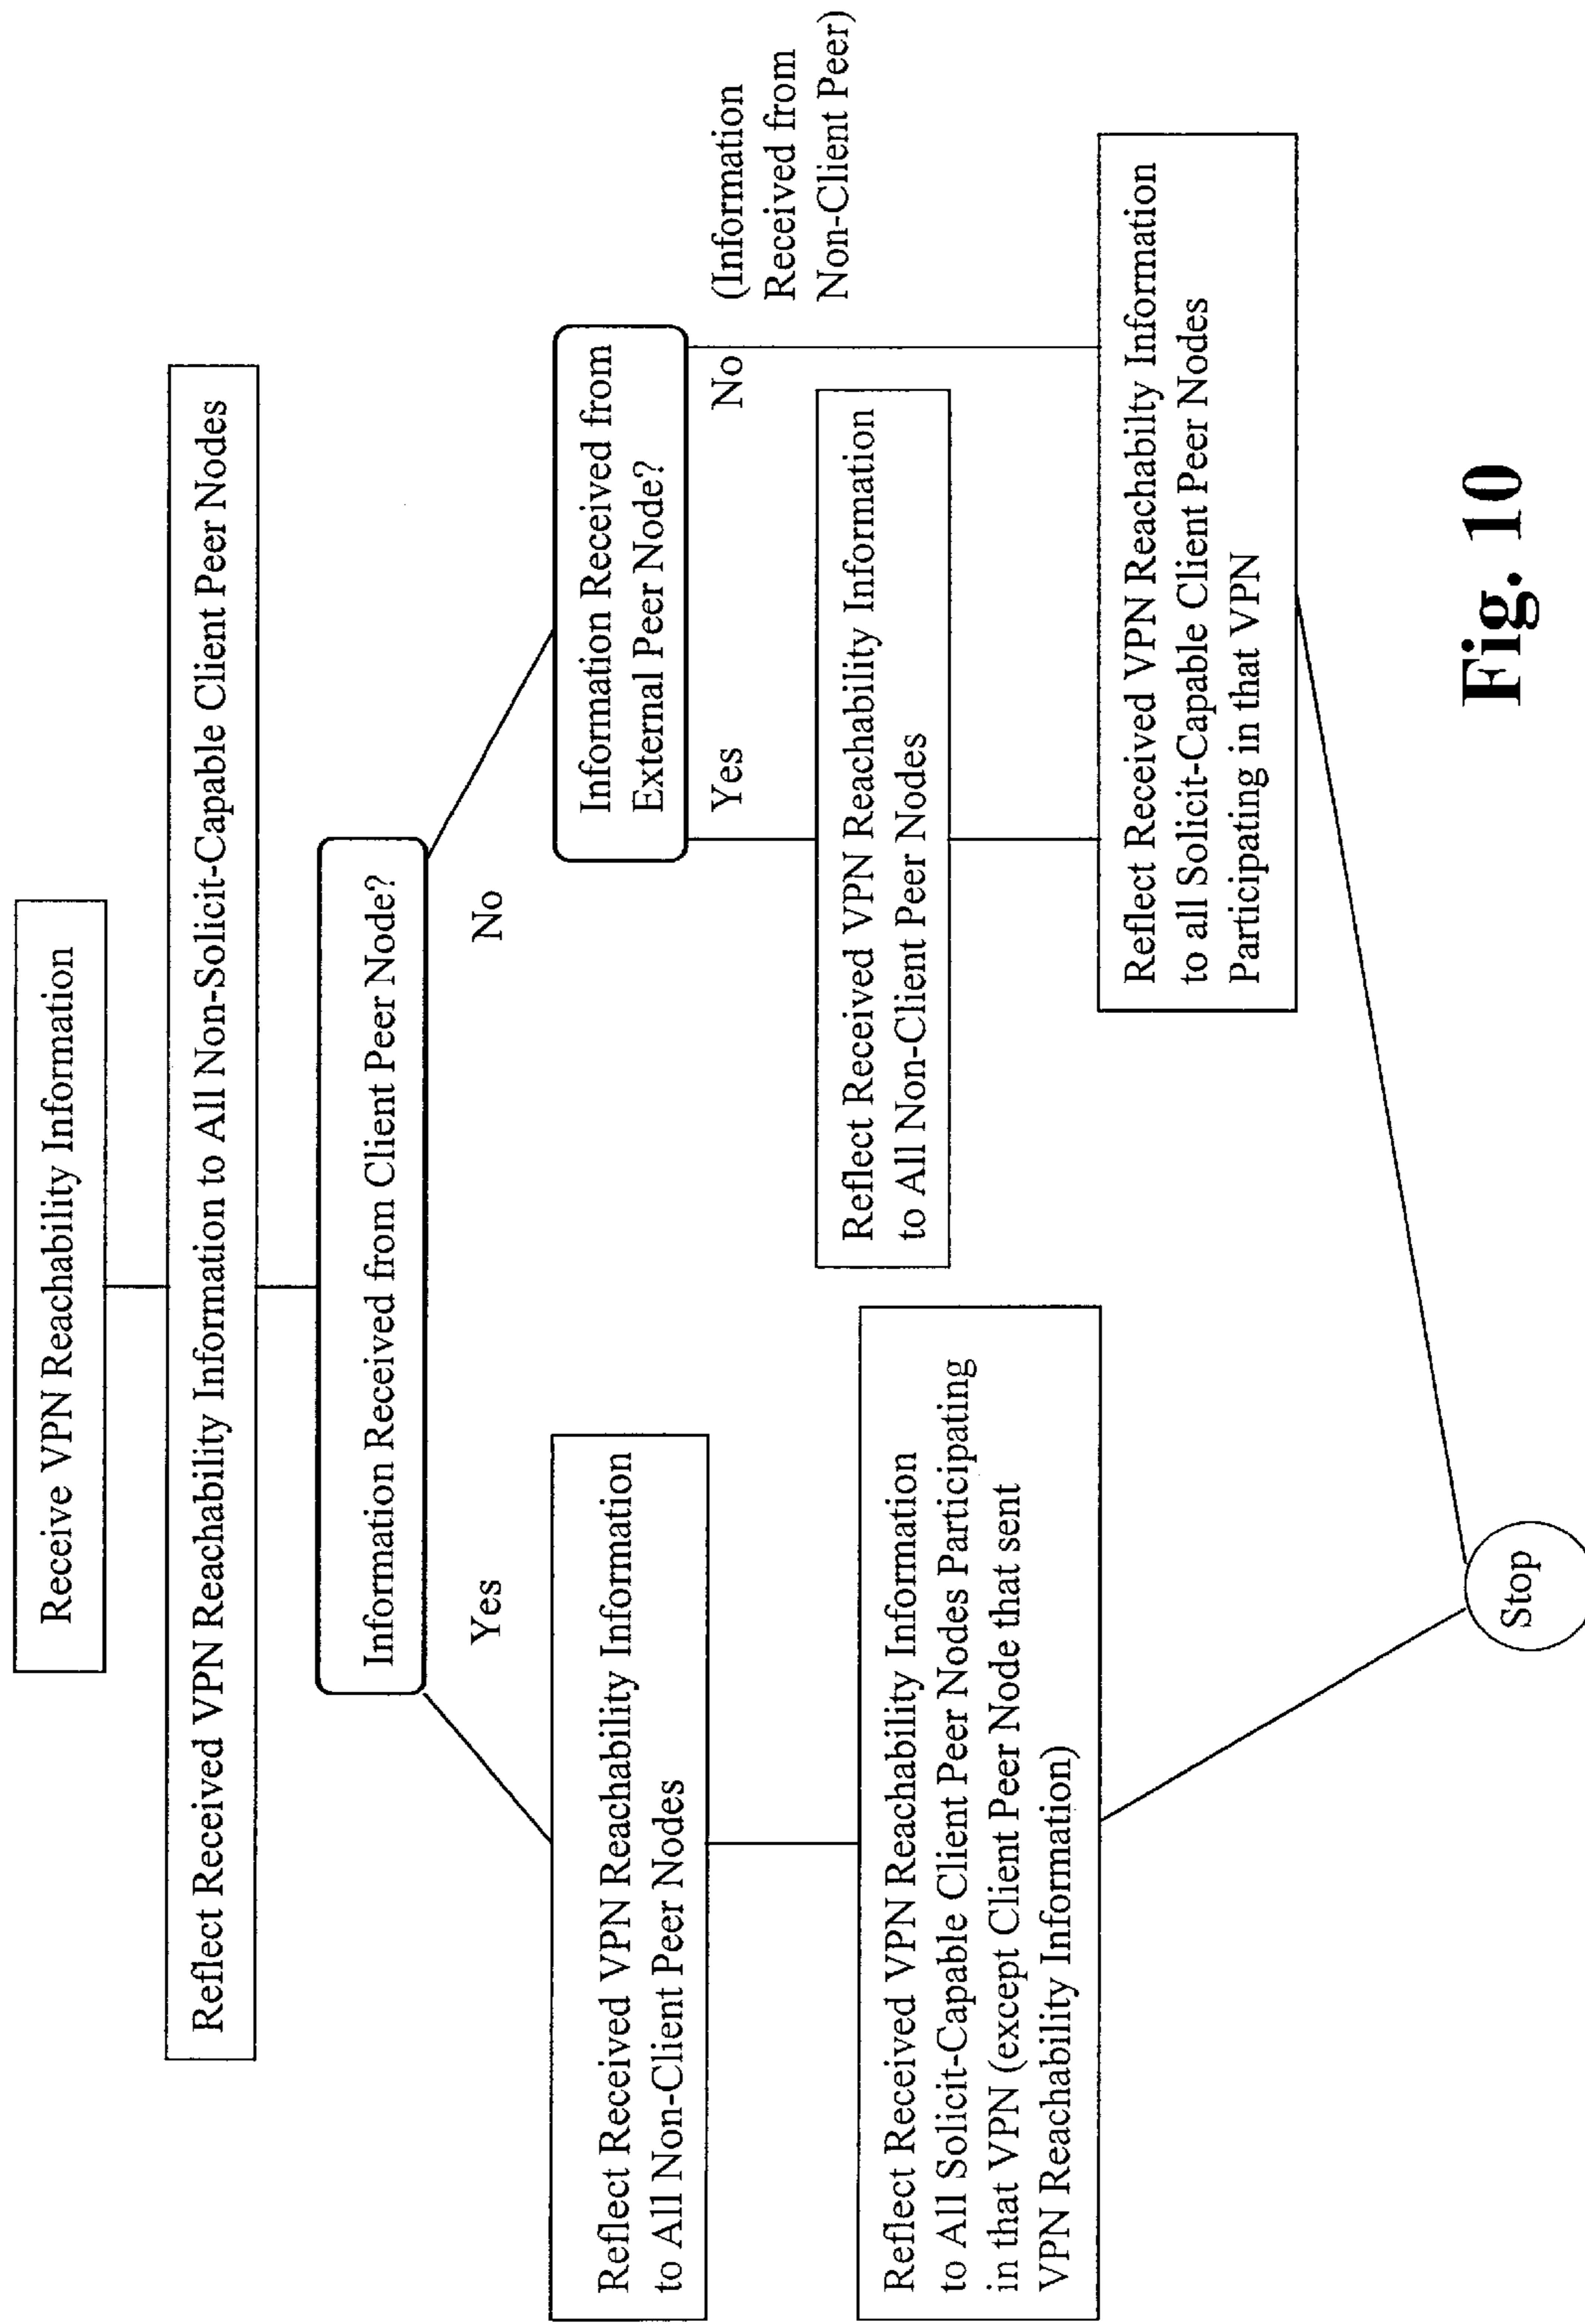 Receive VPN Reachability Information
Reflect Received VPN Reachability Information to All Non-Solicit-Capable Client Peer Nodes
Information Received from Client Peer Node?
Yes
No
Reflect Received VPN Reachability Information
to All Non-Client Peer Nodes
Reflect Received VPN Reachability Information
to All Solicit-Capable Client Peer Nodes Participating
in that VPN (except Client Peer Node that sent
VPN Reachability Information)
Information Received from
External Peer Node?
Yes
No
(Information
Received from
Non-Client Peer)
Reflect Received VPN Reachability Information
to All Non-Client Peer Nodes
Reflect Received VPN Reachabilty Information
to all Solicit-Capable Client Peer Nodes
Participating in that VPN
Stop
Fig. 10